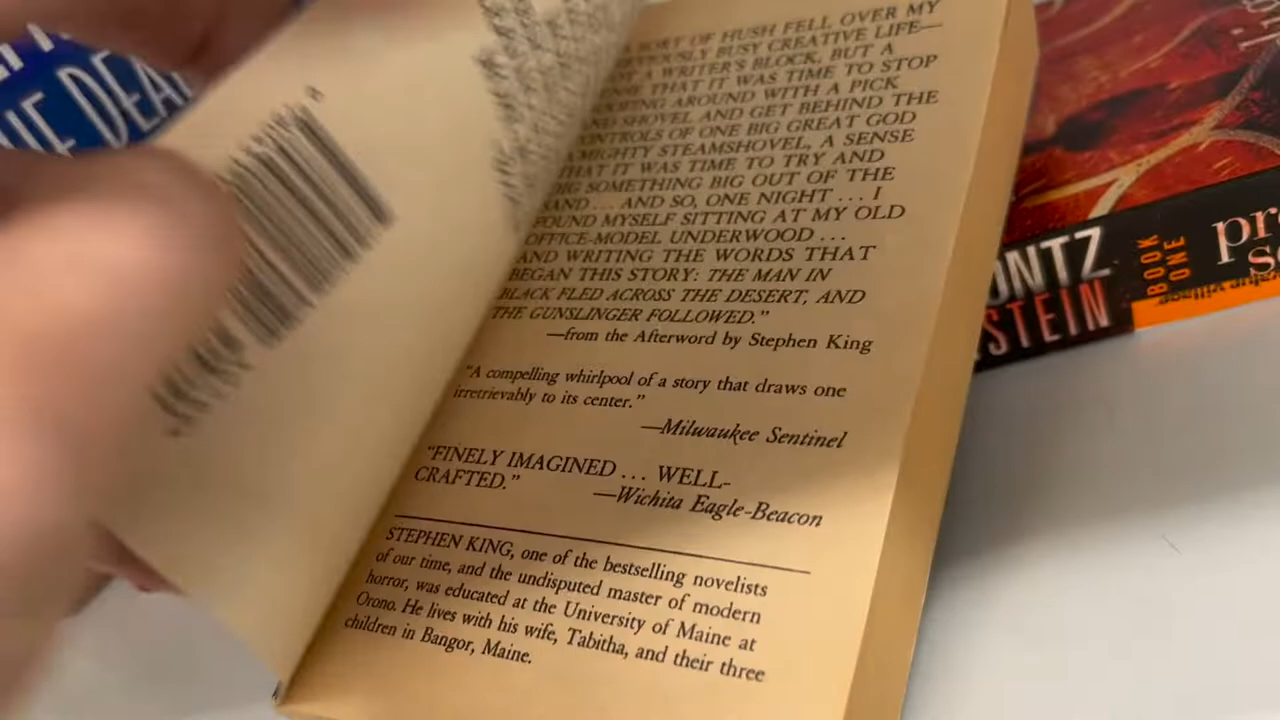 THE DEA
SORT OF HUSH FELL OVER MY
BUSY CREATIVE LIFE—
A WRITER'S BLOCK, BUT A
THAT IT WAS TIME TO STOP
AROUND WITH A PICK
SHOVEL AND GET BEHIND THE
CONTROLS OF ONE BIG GREAT GOD
A MIGHTY STEAMSHOVEL, A SENSE
THAT IT WAS TIME TO TRY AND
DIG SOMETHING BIG OUT OF THE
SAND . . . AND SO, ONE NIGHT . . . I
FOUND MYSELF SITTING AT MY OLD
OFFICE-MODEL UNDERWOOD . . .
AND WRITING THE WORDS THAT
BEGAN THIS STORY: THE MAN IN
BLACK FLED ACROSS THE DESERT, AND
THE GUNSLINGER FOLLOWED."
—from the Afterword by Stephen King
"A compelling whirlpool of a story that draws one
irretrievably to its center."
—Milwaukee Sentinel
"FINELY IMAGINED . . . WELL-
CRAFTED."
—Wichita Eagle-Beacon
STEPHEN KING, one of the bestselling novelists
of our time, and the undisputed master of modern
horror, was educated at the University of Maine at
Orono. He lives with his wife, Tabitha, and their three
children in Bangor, Maine.
ONTZ
STEIN
BOOK
ONE
pr